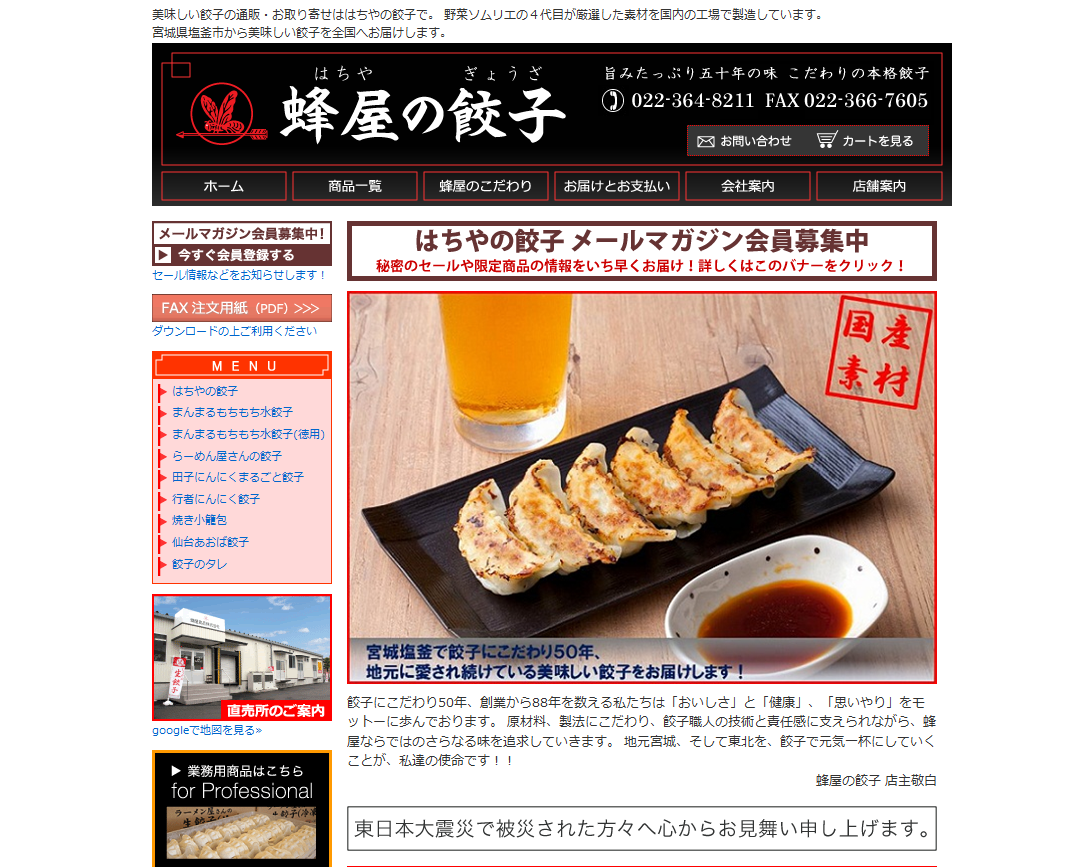 美味しい餃子の通販・お取り寄せははちやの餃子で。 野菜ソムリエの４代目が厳選した素材を国内の工場で製造しています。
宮城県塩釜市から美味しい餃子を全国へお届けします。
はちや ぎょうざ
蜂屋の餃子
旨みたっぷり五十年の味 こだわりの本格餃子
022-364-8211 FAX 022-366-7605
お問い合わせ カートを見る
ホーム 商品一覧 蜂屋のこだわり お届けとお支払い 会社案内 店舗案内
メールマガジン会員募集中!
今すぐ会員登録する
セール情報などをお知らせします！
FAX 注文用紙（PDF）>>>
ダウンロードの上ご利用ください
MENU
はちやの餃子
まんまるもちもち水餃子
まんまるもちもち水餃子(徳用)
らーめん屋さんの餃子
田子にんにくまるごと餃子
行者にんにく餃子
焼き小籠包
仙台あおば餃子
餃子のタレ
生餃子
直売所のご案内
googleで地図を見る»
業務用商品はこちら
for Professional
ラーメン屋さんの
生餃子
はちやの餃子 メールマガジン会員募集中
秘密のセールや限定商品の情報をいち早くお届け！詳しくはこのバナーをクリック！
国産
素材
宮城塩釜で餃子にこだわり50年、
地元に愛され続けている美味しい餃子をお届けします！
餃子にこだわり50年、創業から88年を数える私たちは「おいしさ」と「健康」、「思いやり」をモ
ットーに歩んでおります。 原材料、製法にこだわり、餃子職人の技術と責任感に支えられながら、蜂
屋ならではのさらなる味を追求していきます。 地元宮城、そして東北を、餃子で元気一杯にしていく
ことが、私達の使命です！！
蜂屋の餃子 店主敬白
東日本大震災で被災された方々へ心からお見舞い申し上げます。